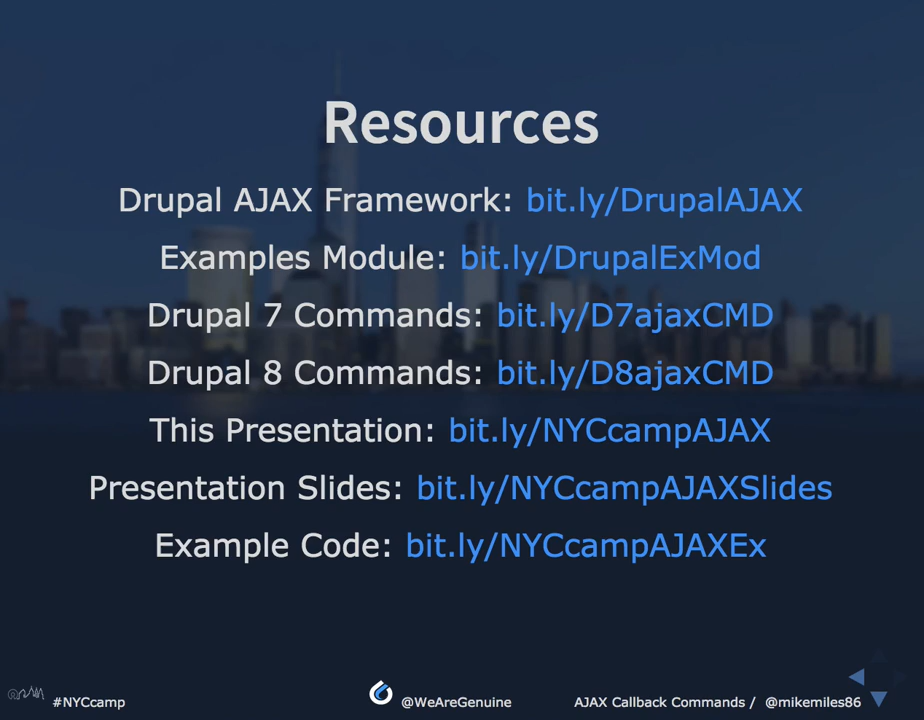 Resources
Drupal AJAX Framework: bit.ly/DrupalAJAX
Examples Module: bit.ly/DrupalExMod
Drupal 7 Commands: bit.ly/D7ajaxCMD
Drupal 8 Commands: bit.ly/D8ajaxCMD
This Presentation: bit.ly/NYCcampAJAX
Presentation Slides: bit.ly/NYCcampAJAXSlides
Example Code: bit.ly/NYCcampAJAXEx
#NYCcamp @WeAreGenuine AJAX Callback Commands / @mikemiles86